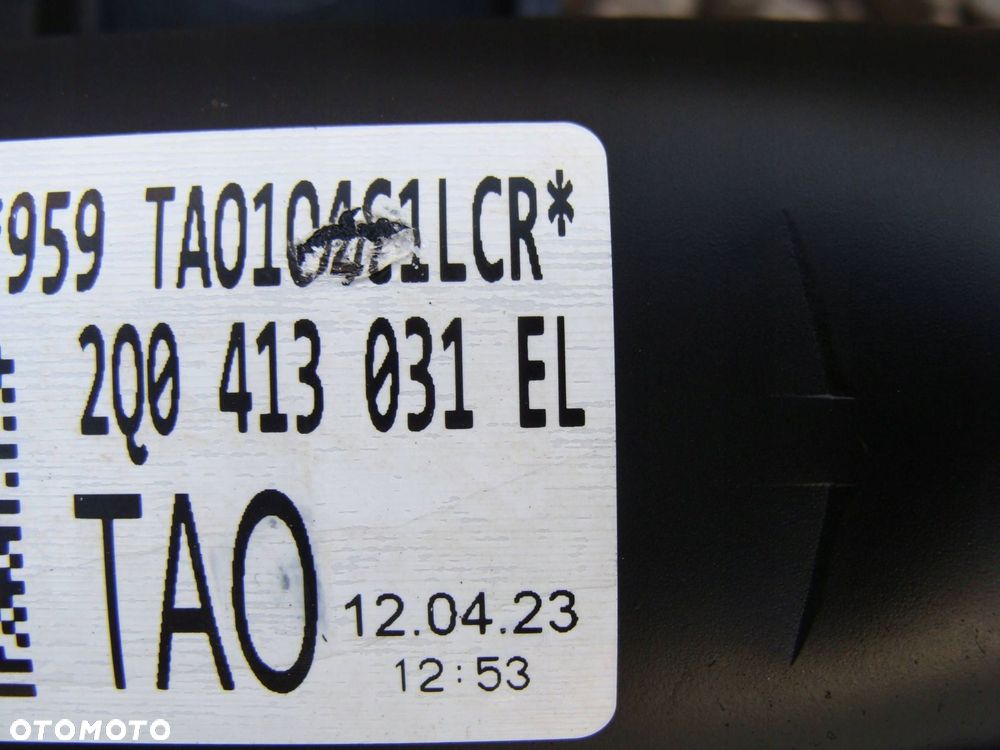 959
2Q0 413 031 EL
TAO
12.04.23
12:53
OTOMOTO